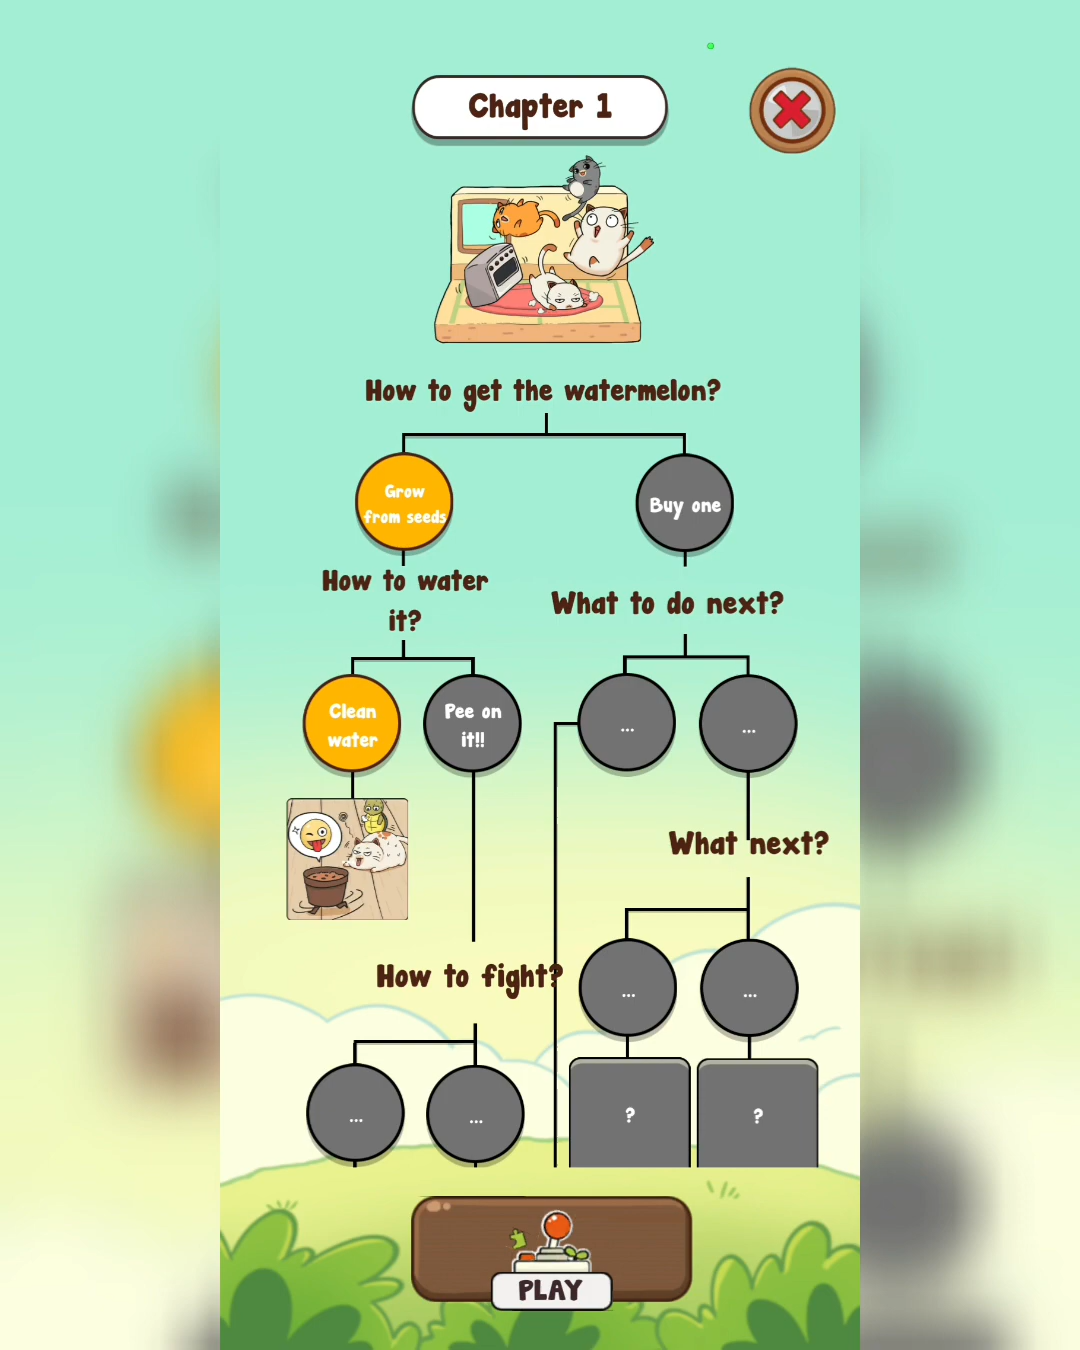 Chapter 1
How to get the watermelon?
Grow
from seeds
Buy one
How to water
it?
What to do next?
Clean
water
Pee on
it!!
...
...
What next?
How to fight?
...
...
...
...
?
?
PLAY